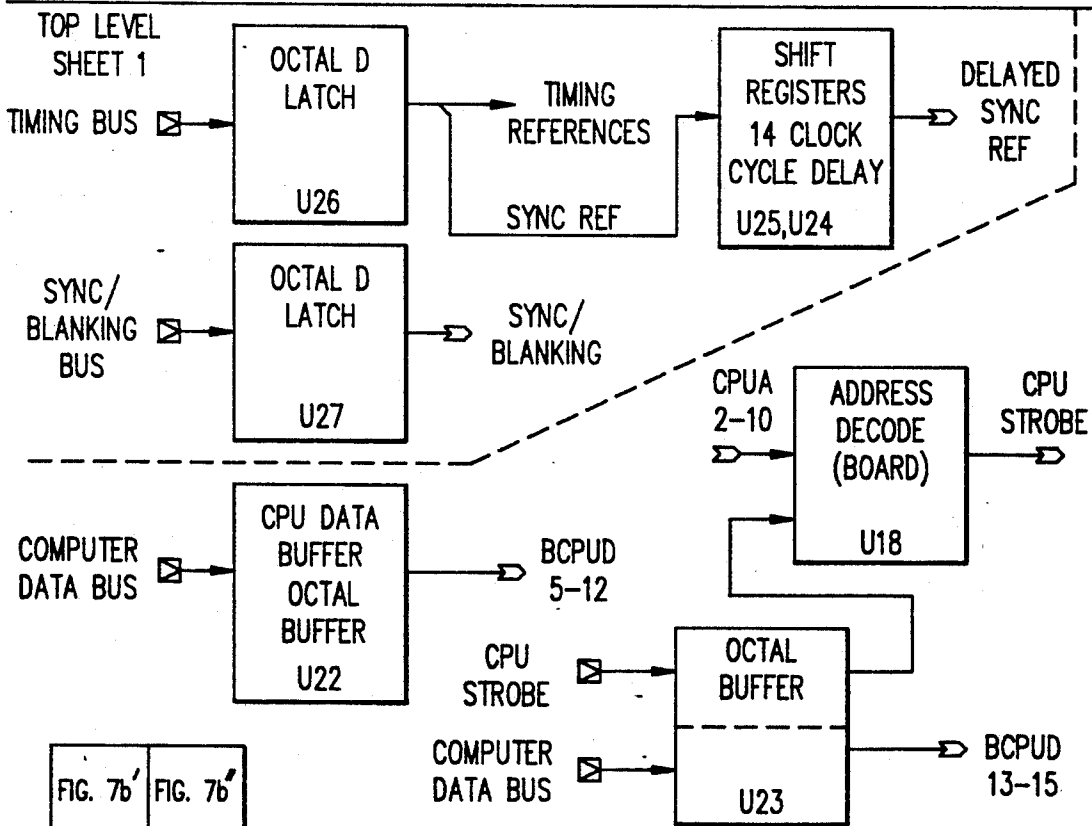 TOP LEVEL
SHEET 1
TIMING BUS
OCTAL D
LATCH
U26
TIMING
REFERENCES
SYNC REF
SHIFT
REGISTERS
14 CLOCK
CYCLE DELAY
U25,U24
DELAYED
SYNC
REF
SYNC/
BLANKING
BUS
OCTAL D
LATCH
U27
SYNC/
BLANKING
CPUA
2-10
ADDRESS
DECODE
(BOARD)
U18
CPU
STROBE
COMPUTER
DATA BUS
CPU DATA
BUFFER
OCTAL
BUFFER
U22
BCPUD
5-12
CPU
STROBE
COMPUTER
DATA BUS
OCTAL
BUFFER
U23
BCPUD
13-15
FIG. 7b'
FIG. 7b"